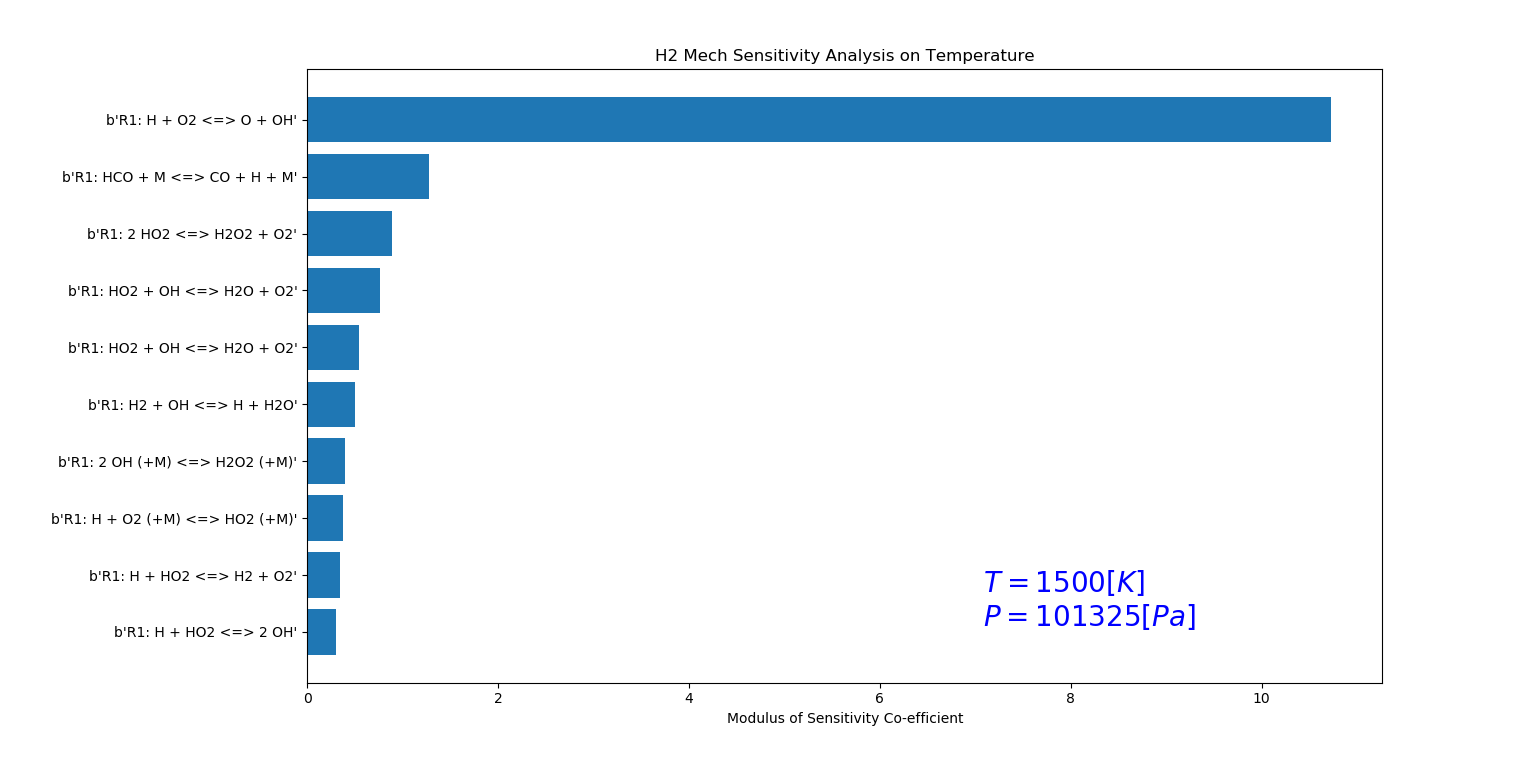 H2 Mech Sensitivity Analysis on Temperature
b'R1: H + O2 <=> O + OH'
b'R1: HCO + M <=> CO + H + M'
b'R1: 2 HO2 <=> H2O2 + O2'
b'R1: HO2 + OH <=> H2O + O2'
b'R1: HO2 + OH <=> H2O + O2'
b'R1: H2 + OH <=> H + H2O'
b'R1: 2 OH (+M) <=> H2O2 (+M)'
b'R1: H + O2 (+M) <=> HO2 (+M)'
b'R1: H + HO2 <=> H2 + O2'
b'R1: H + HO2 <=> 2 OH'
T = 1500[K]
P = 101325[Pa]
0 2 4 6 8 10
Modulus of Sensitivity Co-efficient